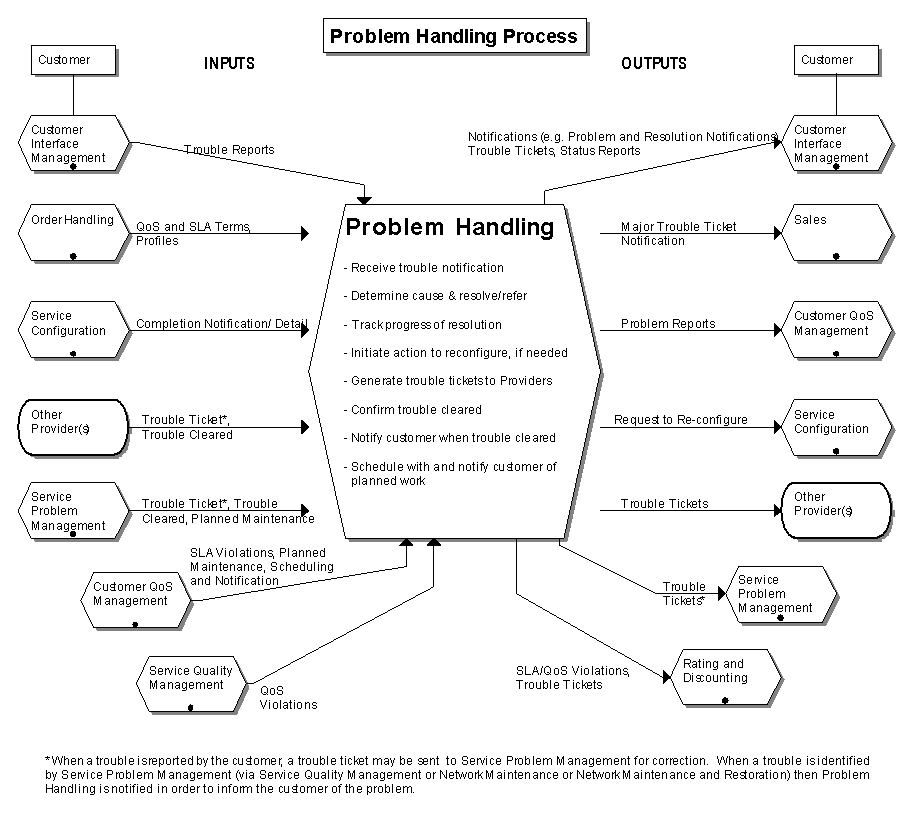 Problem Handling Process
INPUTS
OUTPUTS
Customer
Customer
Customer
Interface
Management
Trouble Reports
Notifications (e.g. Problem and Resolution Notifications)
Trouble Tickets, Status Reports
Customer
Interface
Management
Order Handling
QoS and SLA Terms,
Profiles
Problem Handling
- Receive trouble notification
- Determine cause & resolve/refer
- Track progress of resolution
- Initiate action to reconfigure, if needed
- Generate trouble tickets to Providers
- Confirm trouble cleared
- Notify customer when trouble cleared
- Schedule with and notify customer of
planned work
Major Trouble Ticket
Notification
Sales
Service
Configuration
Completion Notification/ Detail
Problem Reports
Customer QoS
Management
Other
Provider(s)
Trouble Ticket*,
Trouble Cleared
Request to Re-configure
Service
Configuration
Service
Problem
Management
Trouble Ticket*, Trouble
Cleared, Planned Maintenance
Trouble Tickets
Other
Provider(s)
SLA Violations, Planned
Maintenance, Scheduling
and Notification
Customer QoS
Management
Trouble
Tickets*
Service
Problem
Management
Service Quality
Management
QoS
Violations
SLA/QoS Violations,
Trouble Tickets
Rating and
Discounting
*When a trouble is reported by the customer, a trouble ticket may be sent to Service Problem Management for correction. When a trouble is identified
by Service Problem Management (via Service Quality Management or Network Maintenance or Network Maintenance and Restoration) then Problem
Handling is notified in order to inform the customer of the problem.